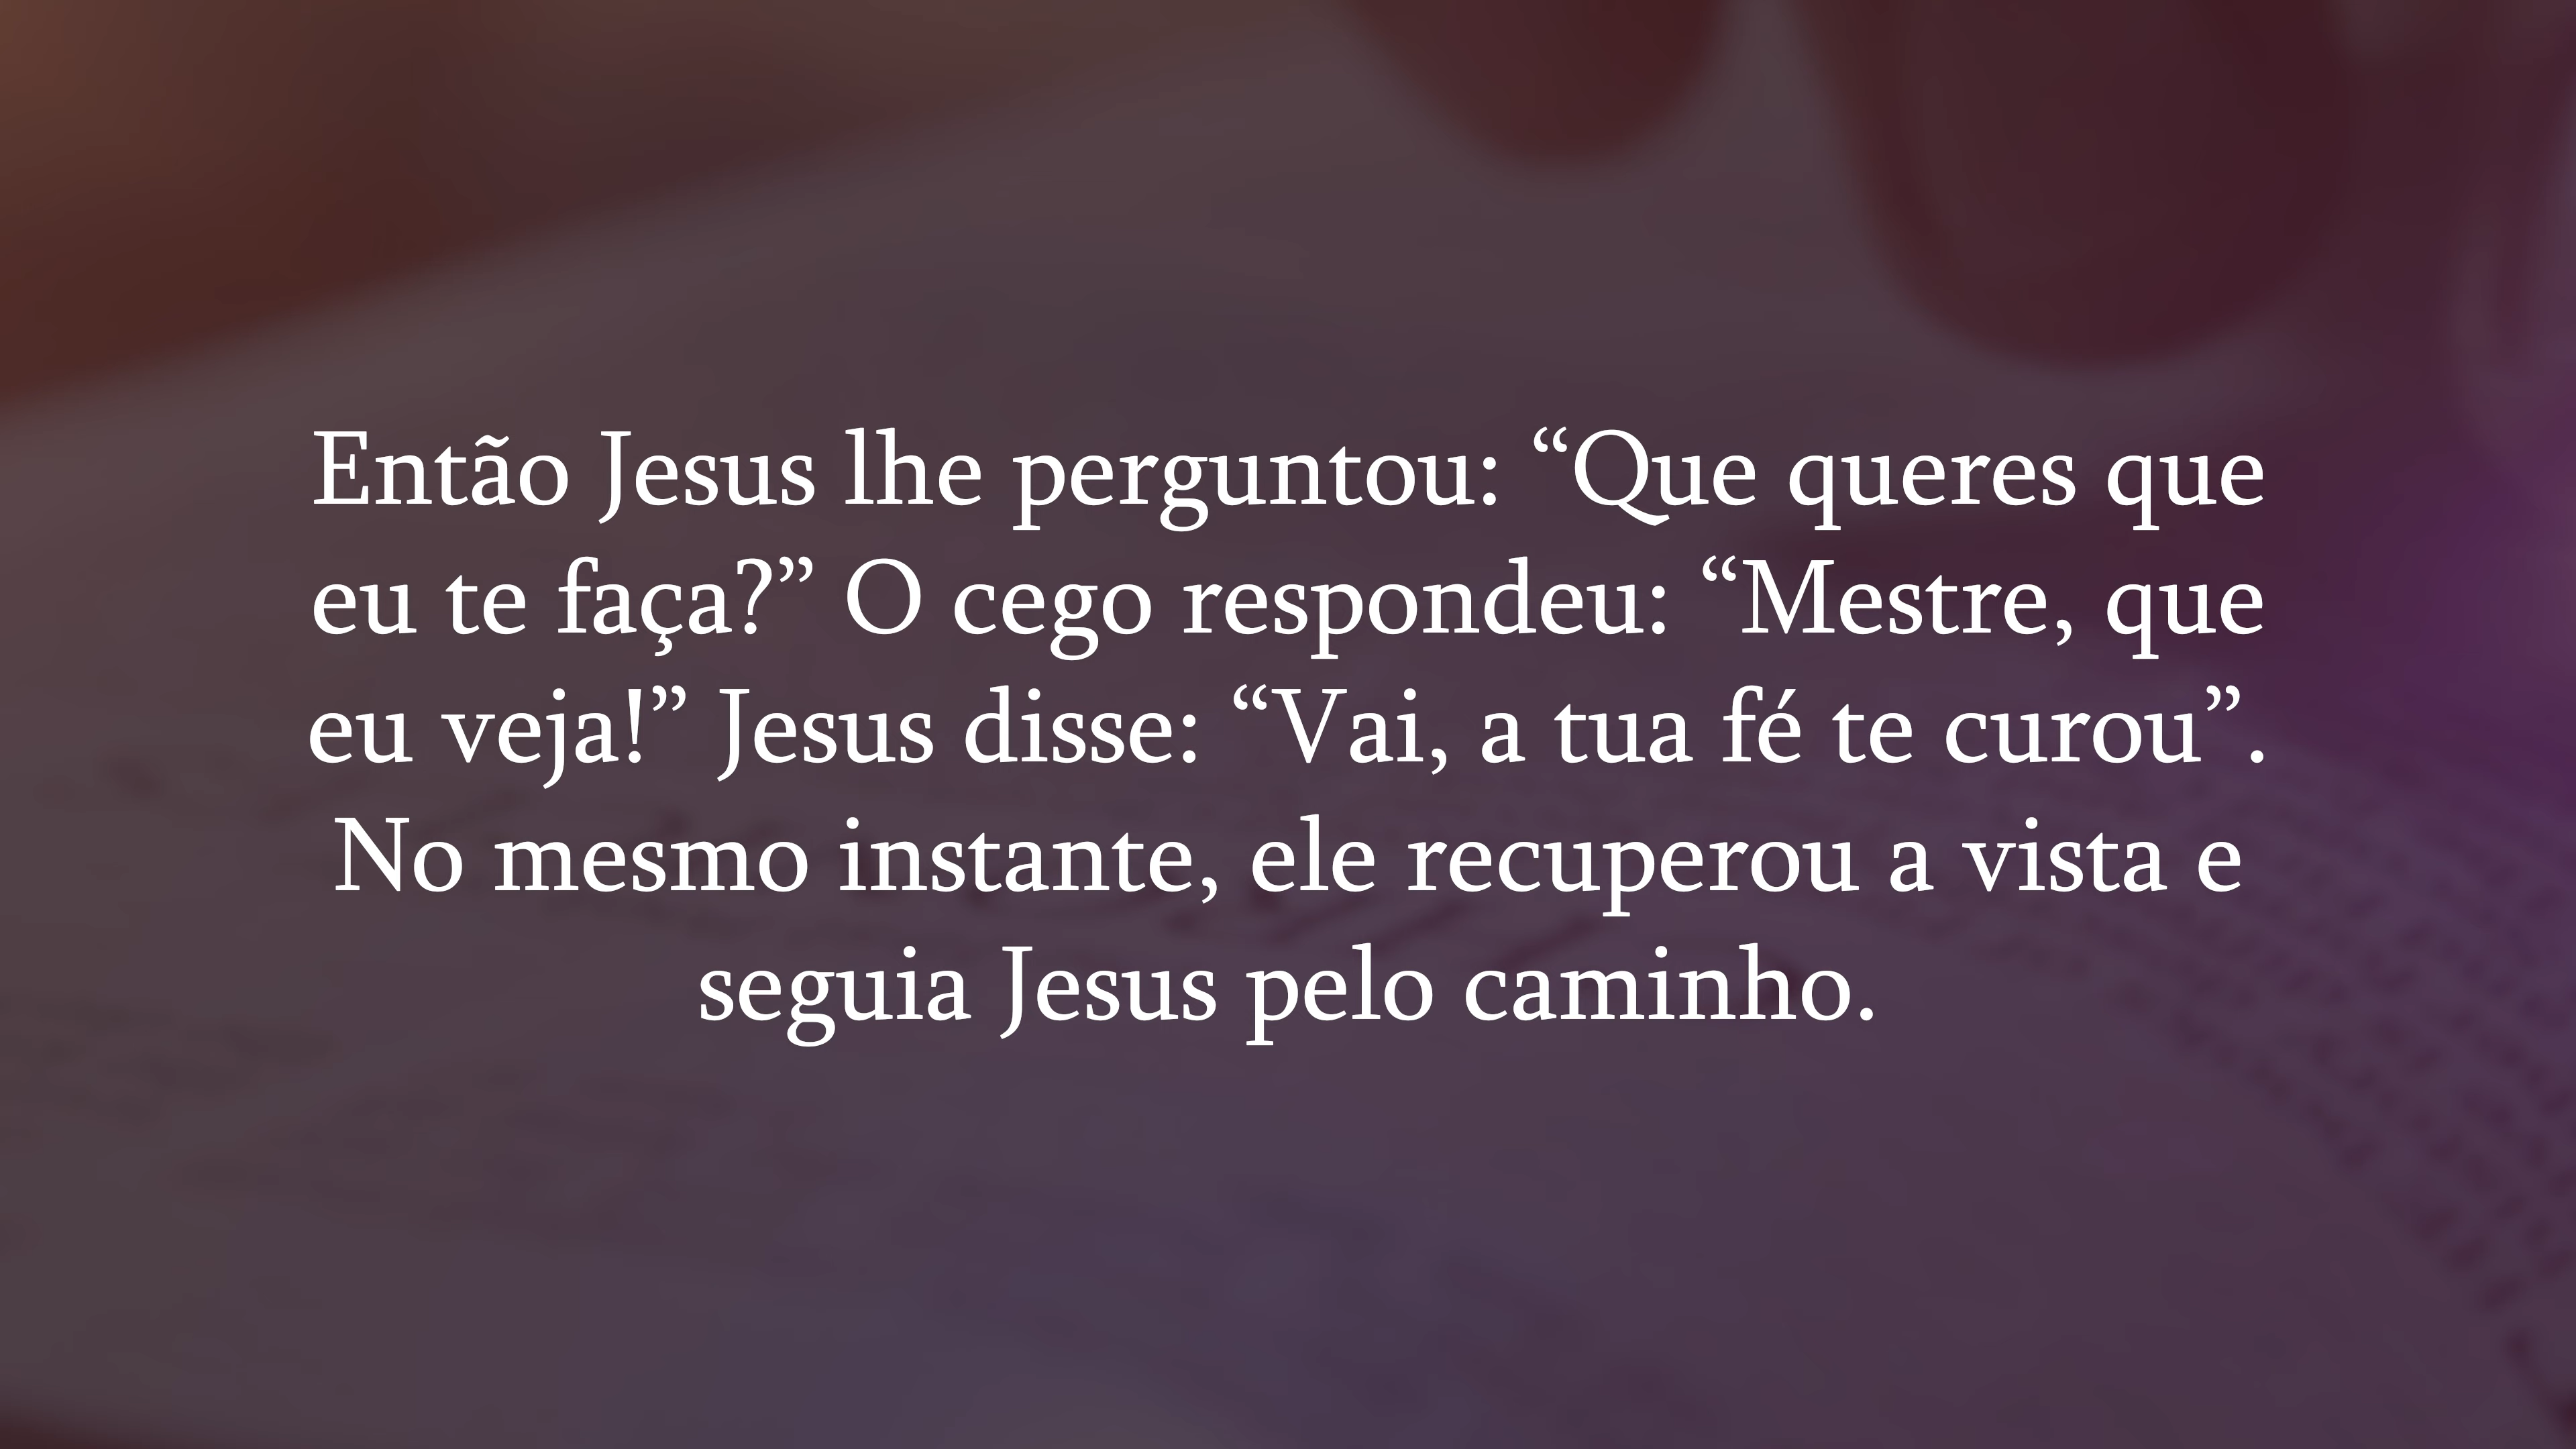 Então Jesus lhe perguntou: “Que queres que
eu te faça?” O cego respondeu: “Mestre, que
eu veja!” Jesus disse: “Vai, a tua fé te curou”.
No mesmo instante, ele recuperou a vista e
seguia Jesus pelo caminho.